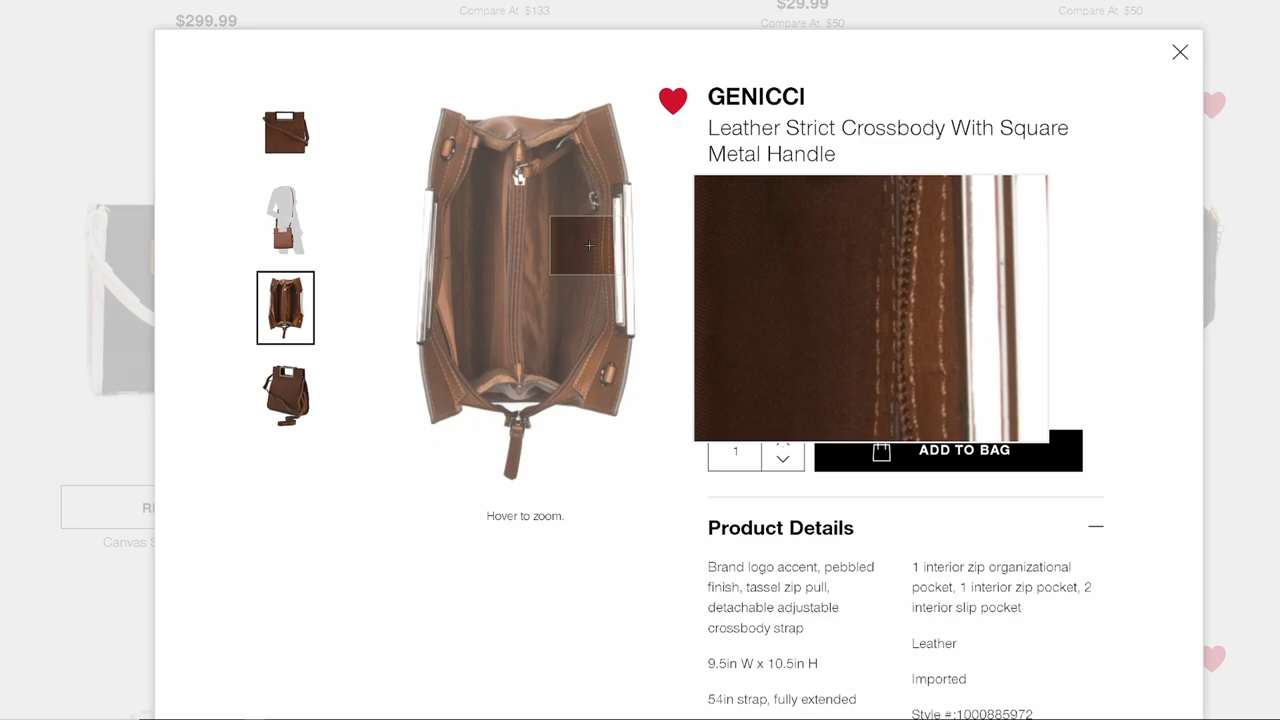 $299.99
Compare At $133
$29.99
Compare At $50
Compare At $50
GENICCI
Leather Strict Crossbody With Square
Metal Handle
1
ADD TO BAG
Hover to zoom.
Product Details
Brand logo accent, pebbled
finish, tassel zip pull,
detachable adjustable
crossbody strap
9.5in W x 10.5in H
54in strap, fully extended
1 interior zip organizational
pocket, 1 interior zip pocket, 2
interior slip pocket
Leather
Imported
Style #:1000885972
Canvas